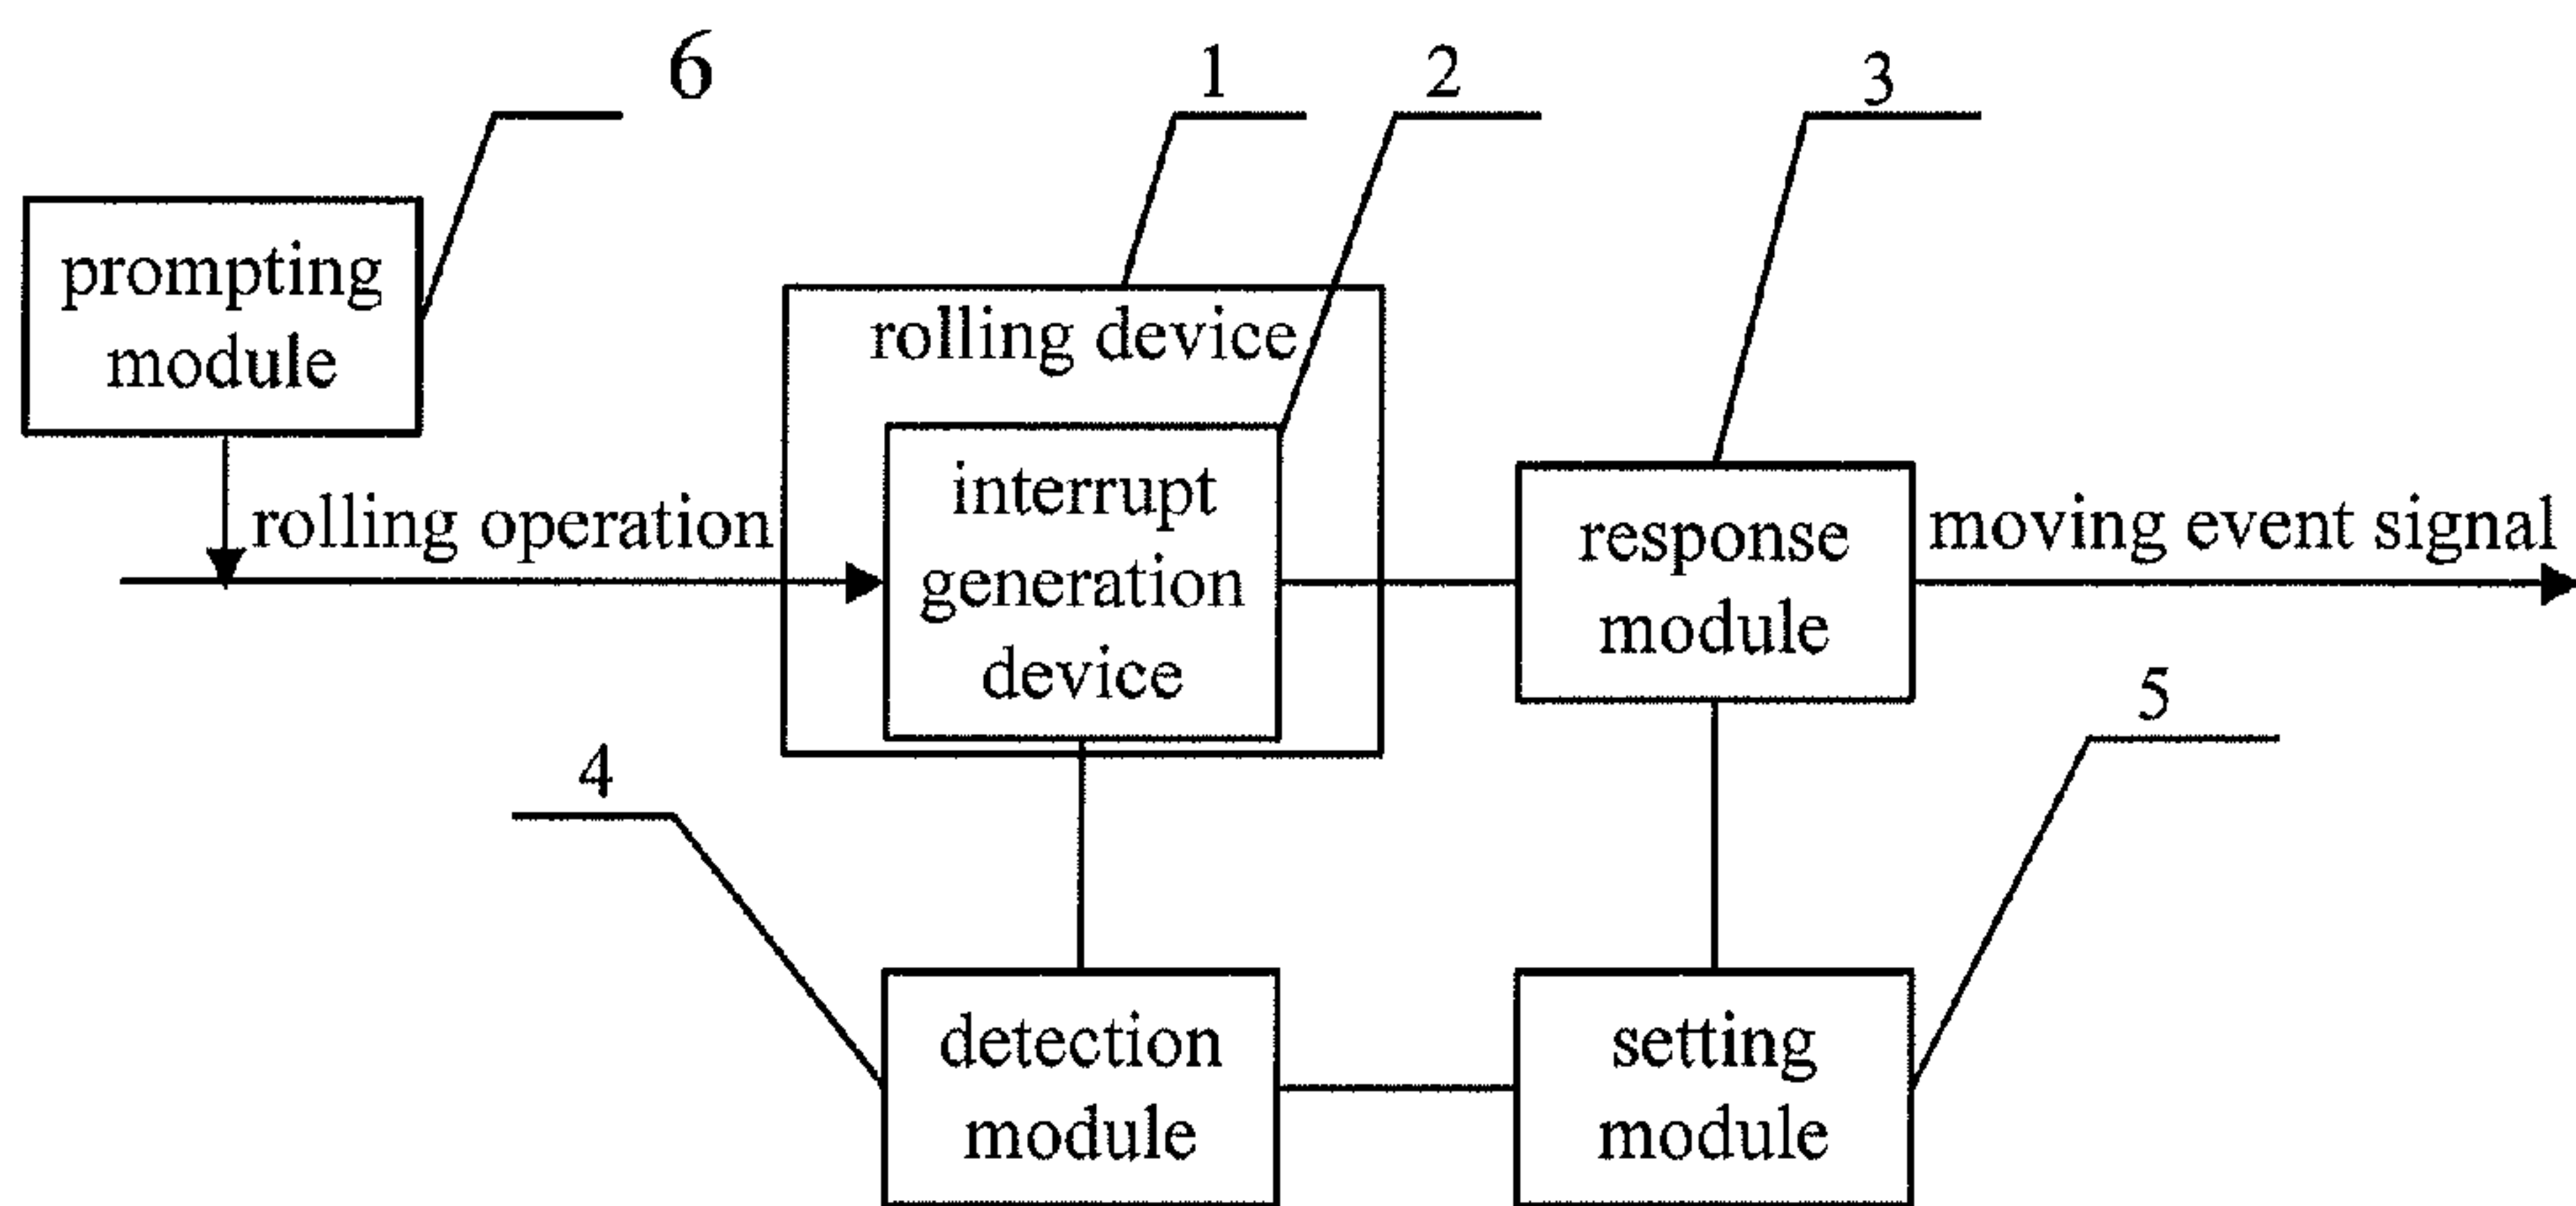 6
1
2
3
prompting
module
rolling device
rolling operation
interrupt
generation
device
response
module
moving event signal
4
5
detection
module
setting
module